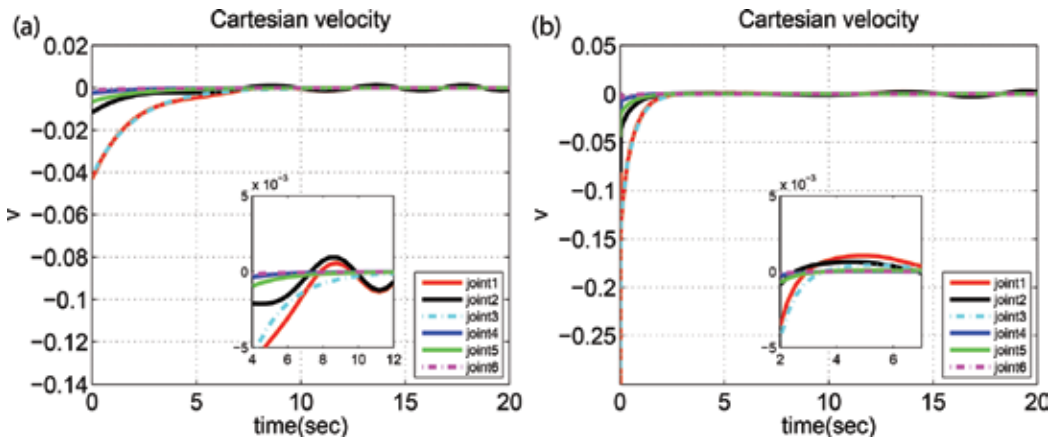 (a)
Cartesian velocity
0.02
0
−0.02
−0.04
−0.06
−0.08
−0.1
−0.12
−0.14
v
x 10⁻³
5
0
−5
4 6 8 10 12
joint1
joint2
joint3
joint4
joint5
joint6
0 5 10 15 20
time(sec)
(b)
Cartesian velocity
0.05
0
−0.05
−0.1
−0.15
−0.2
−0.25
v
x 10⁻³
5
0
−5
2 4 6
joint1
joint2
joint3
joint4
joint5
joint6
0 5 10 15 20
time(sec)